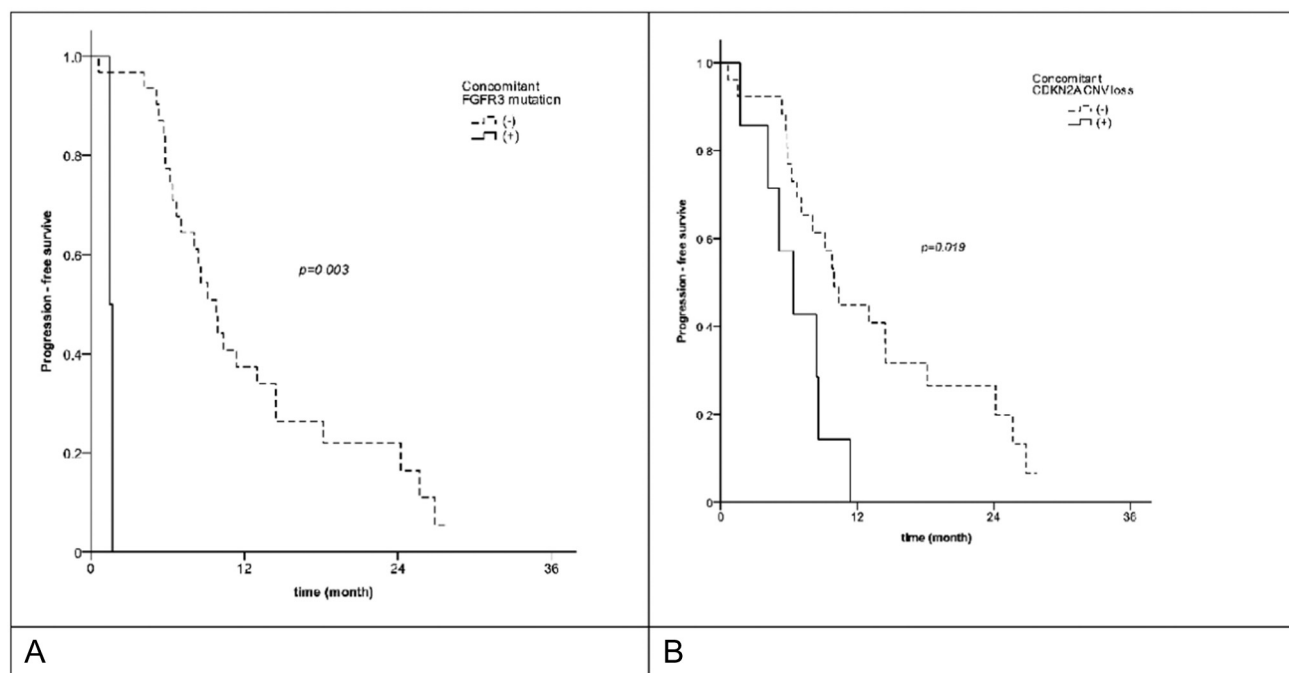 Concomitant
FGFR3 mutation
(-)
(+)
p=0 003
Progression - free survive
1.0
0.8
0.6
0.4
0.2
0
0 12 24 36
time (month)
A
Concomitant
CDKN2A CNV loss
(-)
(+)
p=0.019
Progression - free survive
1 0
0 8
0 6
0 4
0 2
0
0 12 24 36
time (month)
B